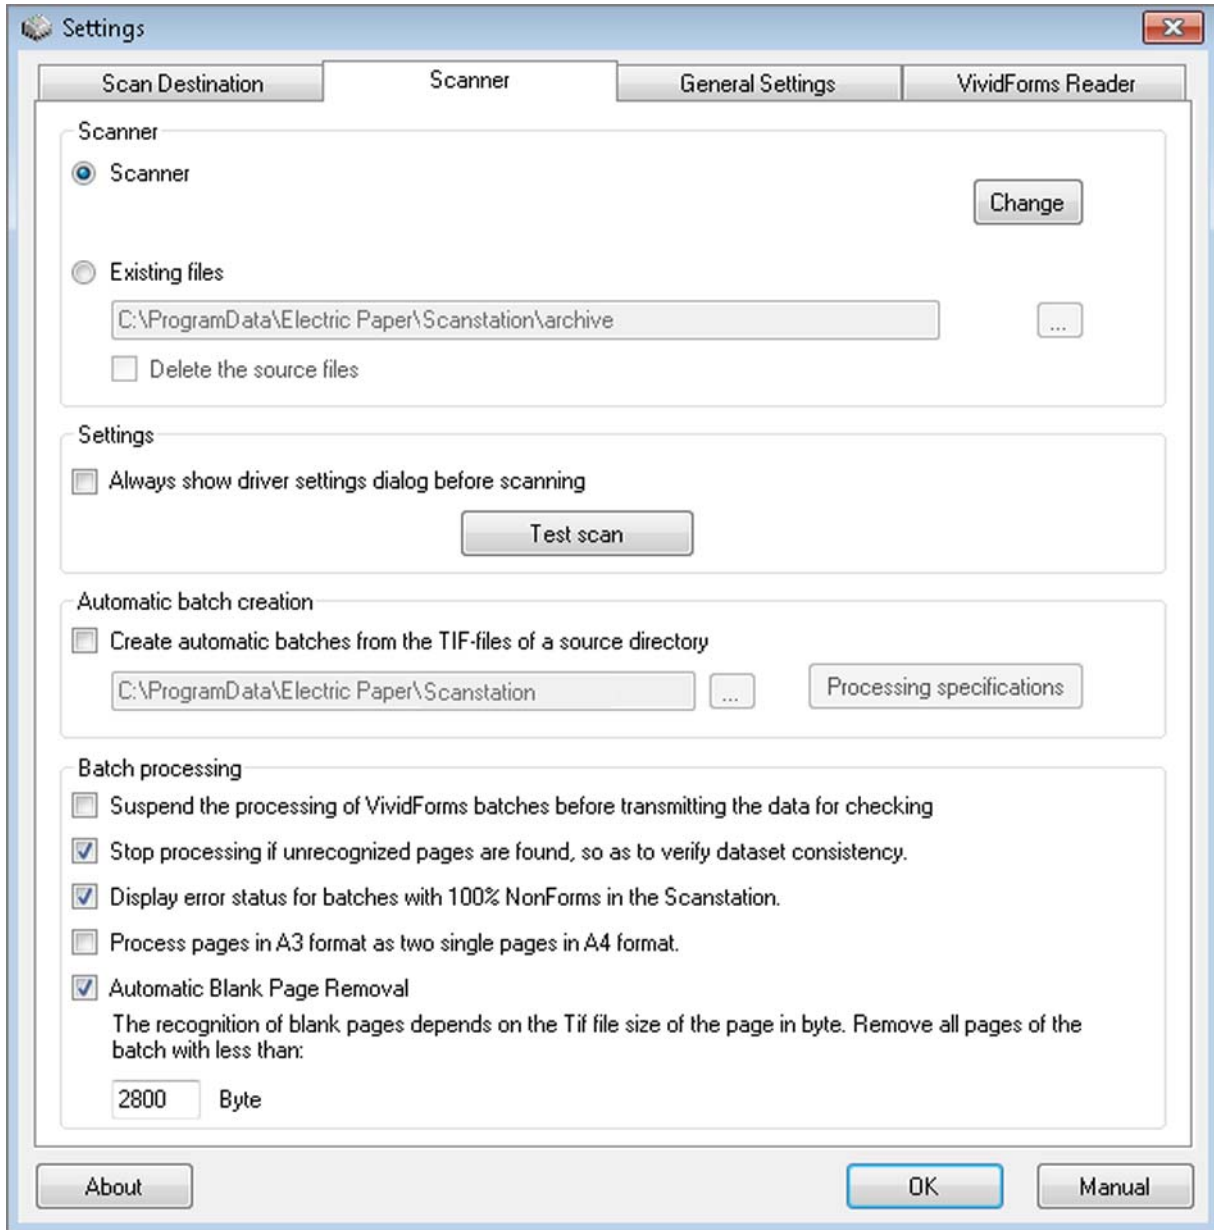 Settings
Scan Destination
Scanner
General Settings
VividForms Reader
Scanner
Scanner
Change
Existing files
C:\ProgramData\Electric Paper\Scanstation\archive
...
Delete the source files
Settings
Always show driver settings dialog before scanning
Test scan
Automatic batch creation
Create automatic batches from the TIF-files of a source directory
C:\ProgramData\Electric Paper\Scanstation
...
Processing specifications
Batch processing
Suspend the processing of VividForms batches before transmitting the data for checking
Stop processing if unrecognized pages are found, so as to verify dataset consistency.
Display error status for batches with 100% NonForms in the Scanstation.
Process pages in A3 format as two single pages in A4 format.
Automatic Blank Page Removal
The recognition of blank pages depends on the Tif file size of the page in byte. Remove all pages of the
batch with less than:
2800 Byte
About
OK
Manual